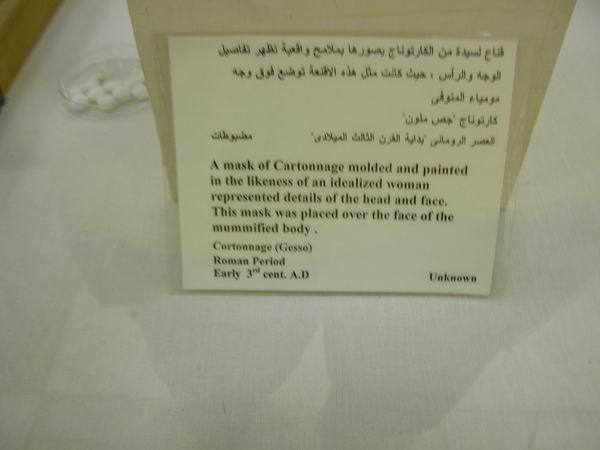 قناع لسيدة من الكارتوناج يصورها بملامح واقعية تظهر تفاصيل
الوجه والرأس ، حيث كانت مثل هذه الاقنعة توضع فوق وجه
مومياء المتوفى
كارتوناج "جص ملون"
العصر الرومانى "بداية القرن الثالث الميلادى" مضبوطات
A mask of Cartonnage molded and painted
in the likeness of an idealized woman
represented details of the head and face.
This mask was placed over the face of the
mummified body .
Cortonnage (Gesso)
Roman Period
Early 3rd cent. A.D Unknown